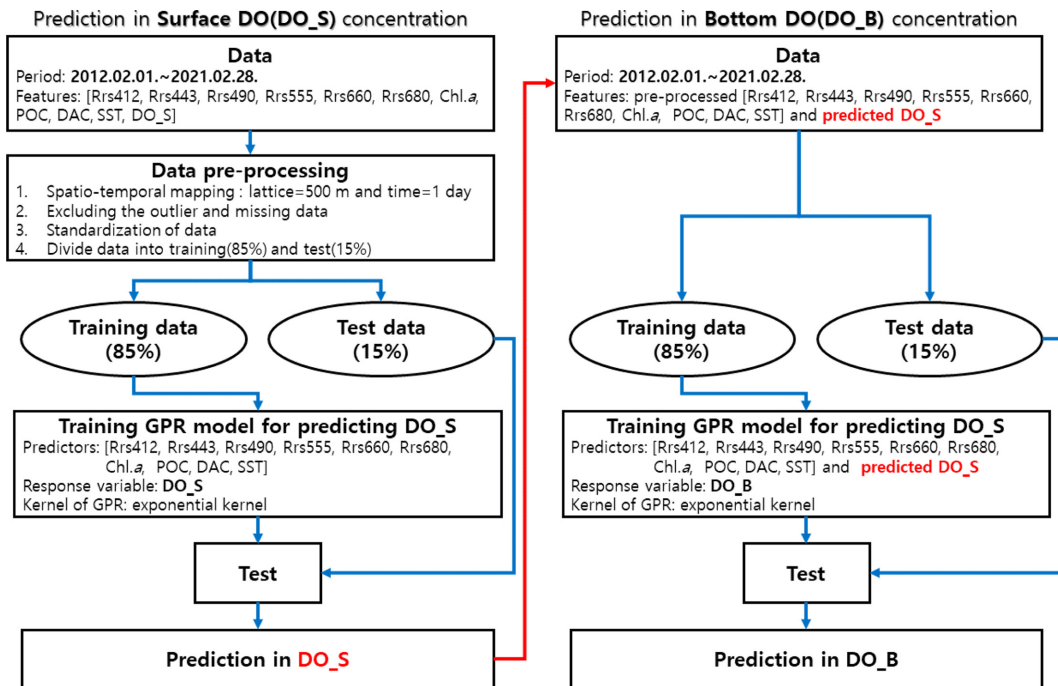 Prediction in Surface DO(DO_S) concentration
Data
Period: 2012.02.01.~2021.02.28.
Features: [Rrs412, Rrs443, Rrs490, Rrs555, Rrs660, Rrs680, Chl.a,
POC, DAC, SST, DO_S]
Data pre-processing
1. Spatio-temporal mapping : lattice=500 m and time=1 day
2. Excluding the outlier and missing data
3. Standardization of data
4. Divide data into training(85%) and test(15%)
Training data
(85%)
Test data
(15%)
Training GPR model for predicting DO_S
Predictors: [Rrs412, Rrs443, Rrs490, Rrs555, Rrs660, Rrs680,
Chl.a, POC, DAC, SST]
Response variable: DO_S
Kernel of GPR: exponential kernel
Test
Prediction in DO_S
Prediction in Bottom DO(DO_B) concentration
Data
Period: 2012.02.01.~2021.02.28.
Features: pre-processed [Rrs412, Rrs443, Rrs490, Rrs555, Rrs660,
Rrs680, Chl.a, POC, DAC, SST] and predicted DO_S
Training data
(85%)
Test data
(15%)
Training GPR model for predicting DO_S
Predictors: [Rrs412, Rrs443, Rrs490, Rrs555, Rrs660, Rrs680,
Chl.a, POC, DAC, SST] and predicted DO_S
Response variable: DO_B
Kernel of GPR: exponential kernel
Test
Prediction in DO_B